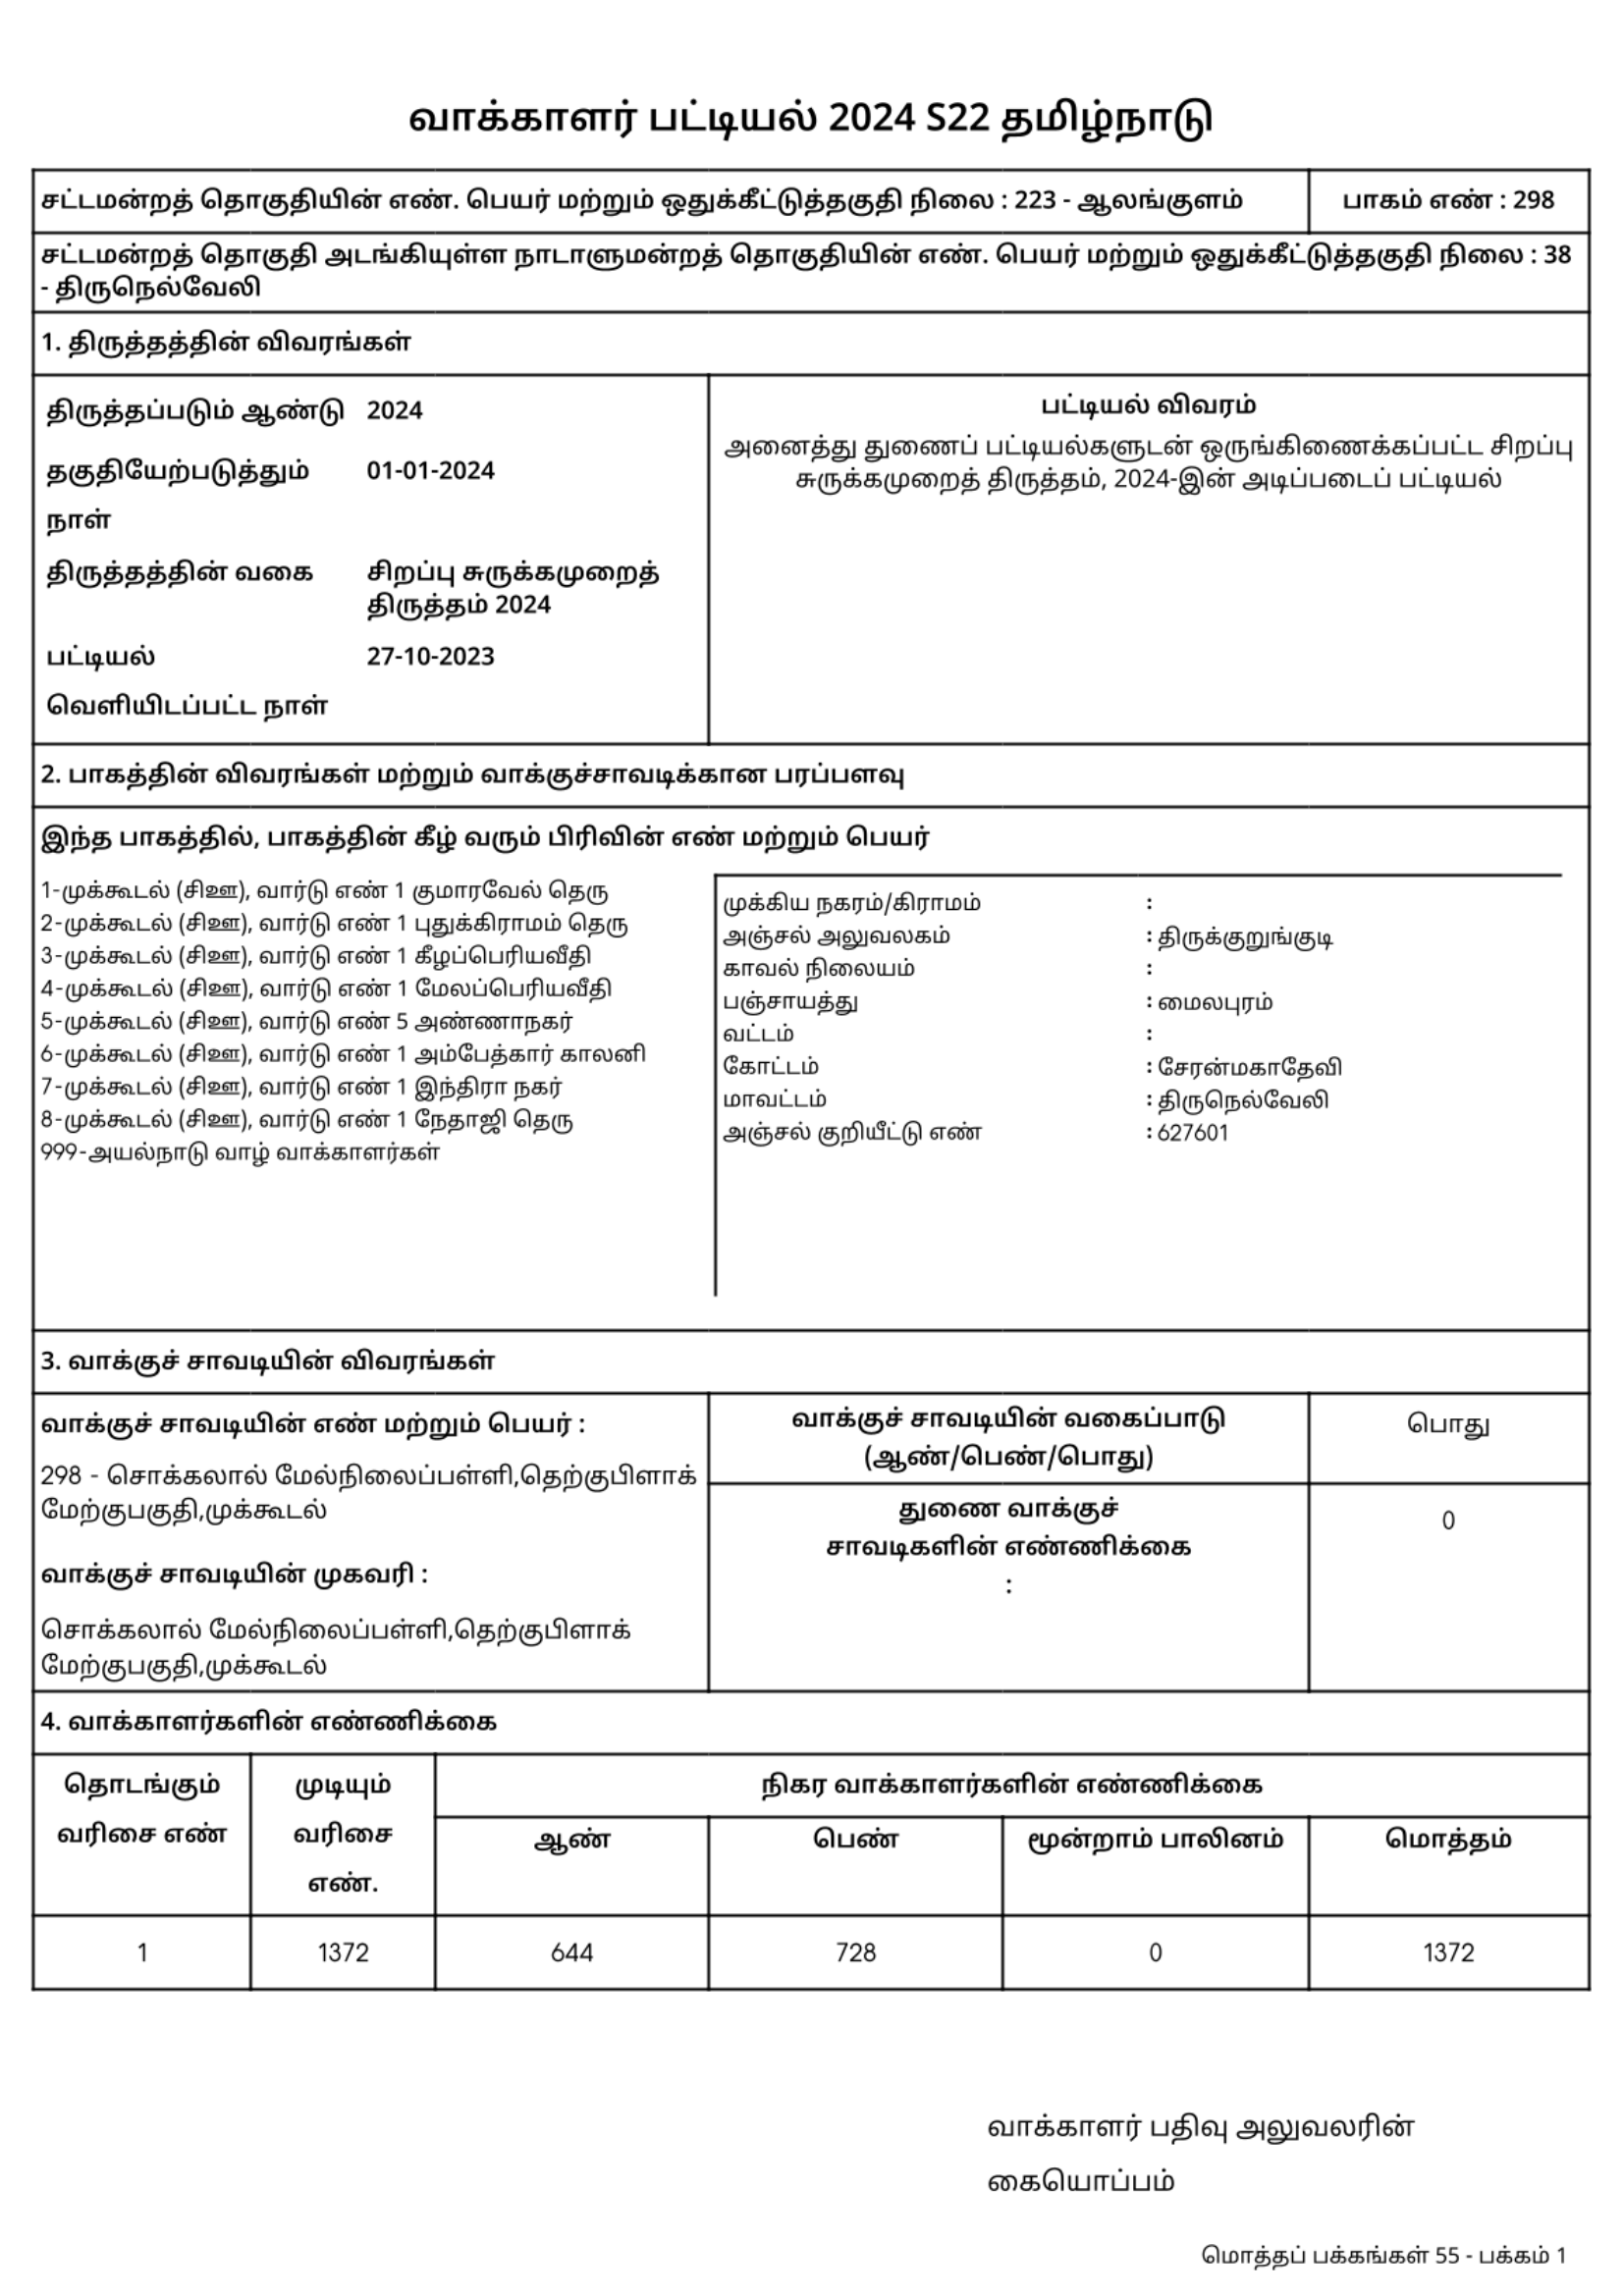 வாக்காளர் பட்டியல் 2024 S22 தமிழ்நாடு
சட்டமன்றத் தொகுதியின் எண். பெயர் மற்றும் ஒதுக்கீட்டுத்தகுதி நிலை : 223 - ஆலங்குளம்
பாகம் எண் : 298
சட்டமன்றத் தொகுதி அடங்கியுள்ள நாடாளுமன்றத் தொகுதியின் எண். பெயர் மற்றும் ஒதுக்கீட்டுத்தகுதி நிலை : 38
- திருநெல்வேலி
1. திருத்தத்தின் விவரங்கள்
திருத்தப்படும் ஆண்டு 2024
தகுதியேற்படுத்தும் 01-01-2024
நாள்
திருத்தத்தின் வகை சிறப்பு சுருக்கமுறைத்
திருத்தம் 2024
பட்டியல் 27-10-2023
வெளியிடப்பட்ட நாள்
பட்டியல் விவரம்
அனைத்து துணைப் பட்டியல்களுடன் ஒருங்கிணைக்கப்பட்ட சிறப்பு
சுருக்கமுறைத் திருத்தம், 2024-இன் அடிப்படைப் பட்டியல்
2. பாகத்தின் விவரங்கள் மற்றும் வாக்குச்சாவடிக்கான பரப்பளவு
இந்த பாகத்தில், பாகத்தின் கீழ் வரும் பிரிவின் எண் மற்றும் பெயர்
1-முக்கூடல் (சிஊ), வார்டு எண் 1 குமாரவேல் தெரு
2-முக்கூடல் (சிஊ), வார்டு எண் 1 புதுக்கிராமம் தெரு
3-முக்கூடல் (சிஊ), வார்டு எண் 1 கீழப்பெரியவீதி
4-முக்கூடல் (சிஊ), வார்டு எண் 1 மேலப்பெரியவீதி
5-முக்கூடல் (சிஊ), வார்டு எண் 5 அண்ணாநகர்
6-முக்கூடல் (சிஊ), வார்டு எண் 1 அம்பேத்கார் காலனி
7-முக்கூடல் (சிஊ), வார்டு எண் 1 இந்திரா நகர்
8-முக்கூடல் (சிஊ), வார்டு எண் 1 நேதாஜி தெரு
999-அயல்நாடு வாழ் வாக்காளர்கள்
முக்கிய நகரம்/கிராமம் :
அஞ்சல் அலுவலகம் : திருக்குறுங்குடி
காவல் நிலையம் :
பஞ்சாயத்து : மைலபுரம்
வட்டம் :
கோட்டம் : சேரன்மகாதேவி
மாவட்டம் : திருநெல்வேலி
அஞ்சல் குறியீட்டு எண் : 627601
3. வாக்குச் சாவடியின் விவரங்கள்
வாக்குச் சாவடியின் எண் மற்றும் பெயர் :
298 - சொக்கலால் மேல்நிலைப்பள்ளி,தெற்குபிளாக்
மேற்குபகுதி,முக்கூடல்
வாக்குச் சாவடியின் முகவரி :
சொக்கலால் மேல்நிலைப்பள்ளி,தெற்குபிளாக்
மேற்குபகுதி,முக்கூடல்
வாக்குச் சாவடியின் வகைப்பாடு
(ஆண்/பெண்/பொது)
பொது
துணை வாக்குச்
சாவடிகளின் எண்ணிக்கை
:
0
4. வாக்காளர்களின் எண்ணிக்கை
தொடங்கும்
வரிசை எண்
முடியும்
வரிசை
எண்.
நிகர வாக்காளர்களின் எண்ணிக்கை
ஆண் பெண் மூன்றாம் பாலினம் மொத்தம்
1 1372 644 728 0 1372
வாக்காளர் பதிவு அலுவலரின்
கையொப்பம்
மொத்தப் பக்கங்கள் 55 - பக்கம் 1